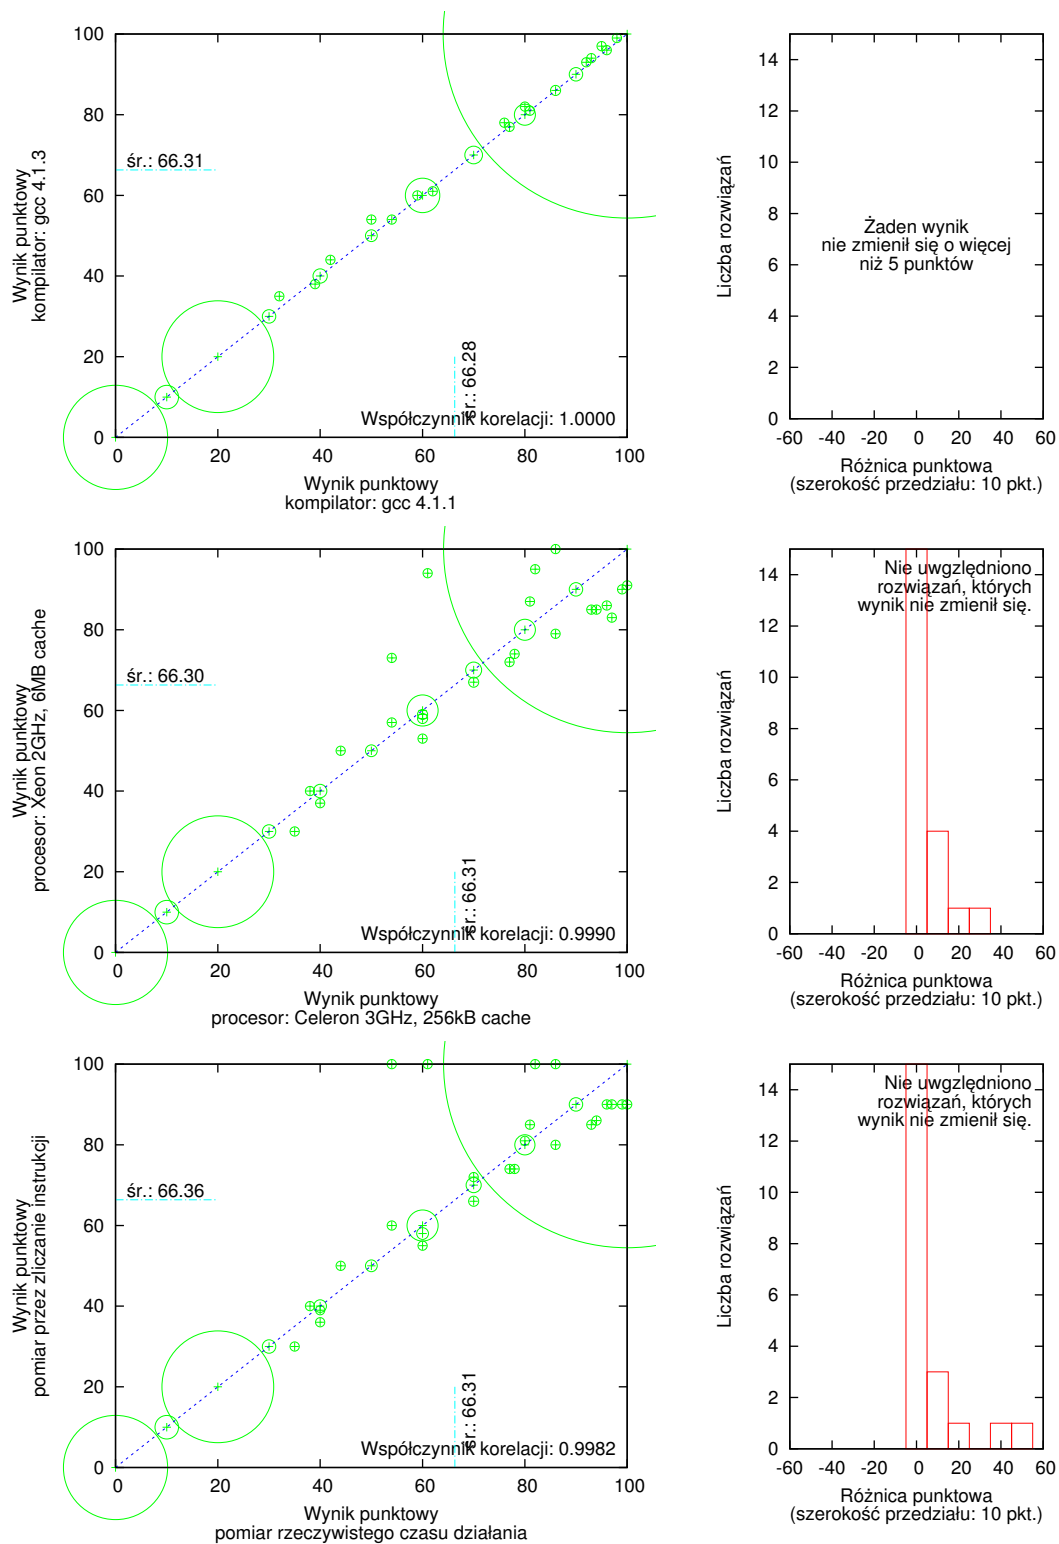 100
80
60
40
20
0
śr.: 66.31
śr.: 66.28
Współczynnik korelacji: 1.0000
0 20 40 60 80 100
Wynik punktowy
kompilator: gcc 4.1.3
Wynik punktowy
kompilator: gcc 4.1.1
14
12
10
8
6
4
2
0
Liczba rozwiązań
Żaden wynik
nie zmienił się o więcej
niż 5 punktów
-60 -40 -20 0 20 40 60
Różnica punktowa
(szerokość przedziału: 10 pkt.)
100
80
60
40
20
0
śr.: 66.30
śr.: 66.31
Współczynnik korelacji: 0.9990
0 20 40 60 80 100
Wynik punktowy
procesor: Xeon 2GHz, 6MB cache
Wynik punktowy
procesor: Celeron 3GHz, 256kB cache
14
12
10
8
6
4
2
0
Liczba rozwiązań
Nie uwzględniono
rozwiązań, których
wynik nie zmienił się.
-60 -40 -20 0 20 40 60
Różnica punktowa
(szerokość przedziału: 10 pkt.)
100
80
60
40
20
0
śr.: 66.36
śr.: 66.31
Współczynnik korelacji: 0.9982
0 20 40 60 80 100
Wynik punktowy
pomiar przez zliczanie instrukcji
Wynik punktowy
pomiar rzeczywistego czasu działania
14
12
10
8
6
4
2
0
Liczba rozwiązań
Nie uwzględniono
rozwiązań, których
wynik nie zmienił się.
-60 -40 -20 0 20 40 60
Różnica punktowa
(szerokość przedziału: 10 pkt.)